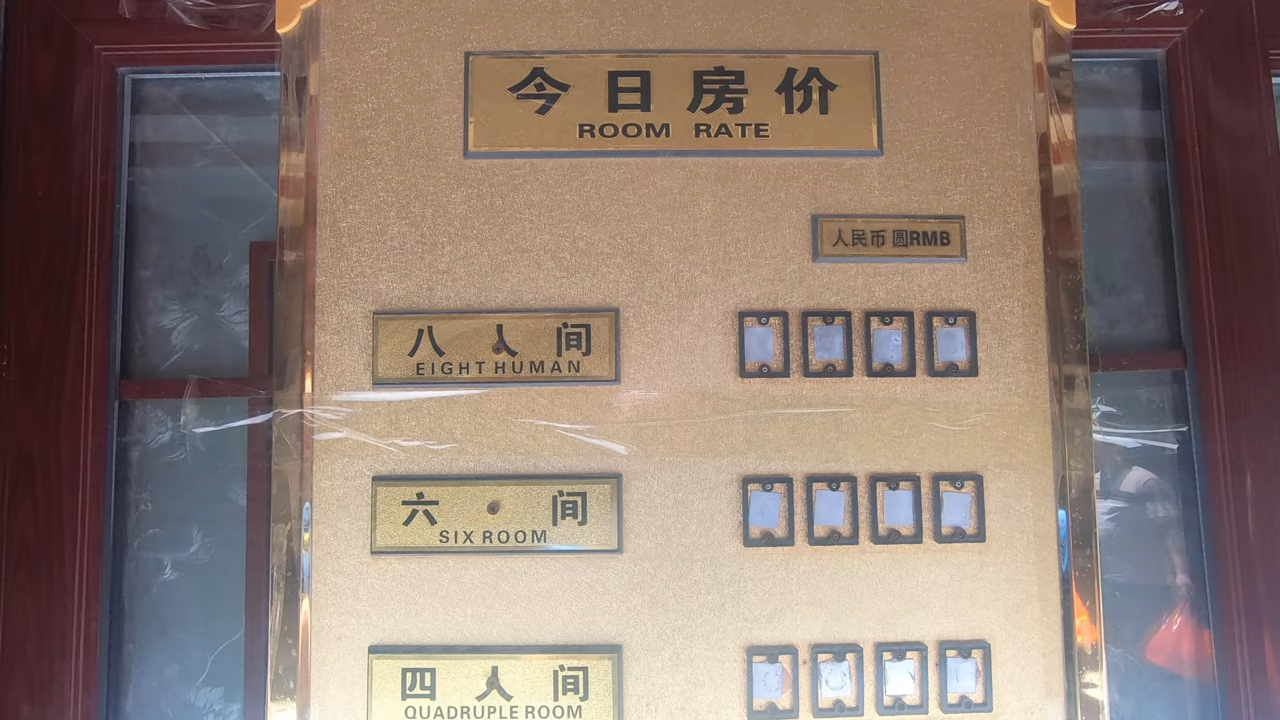 今日房价
ROOM RATE
人民币 圆RMB
八人间
EIGHT HUMAN
六 间
SIX ROOM
四人间
QUADRUPLE ROOM